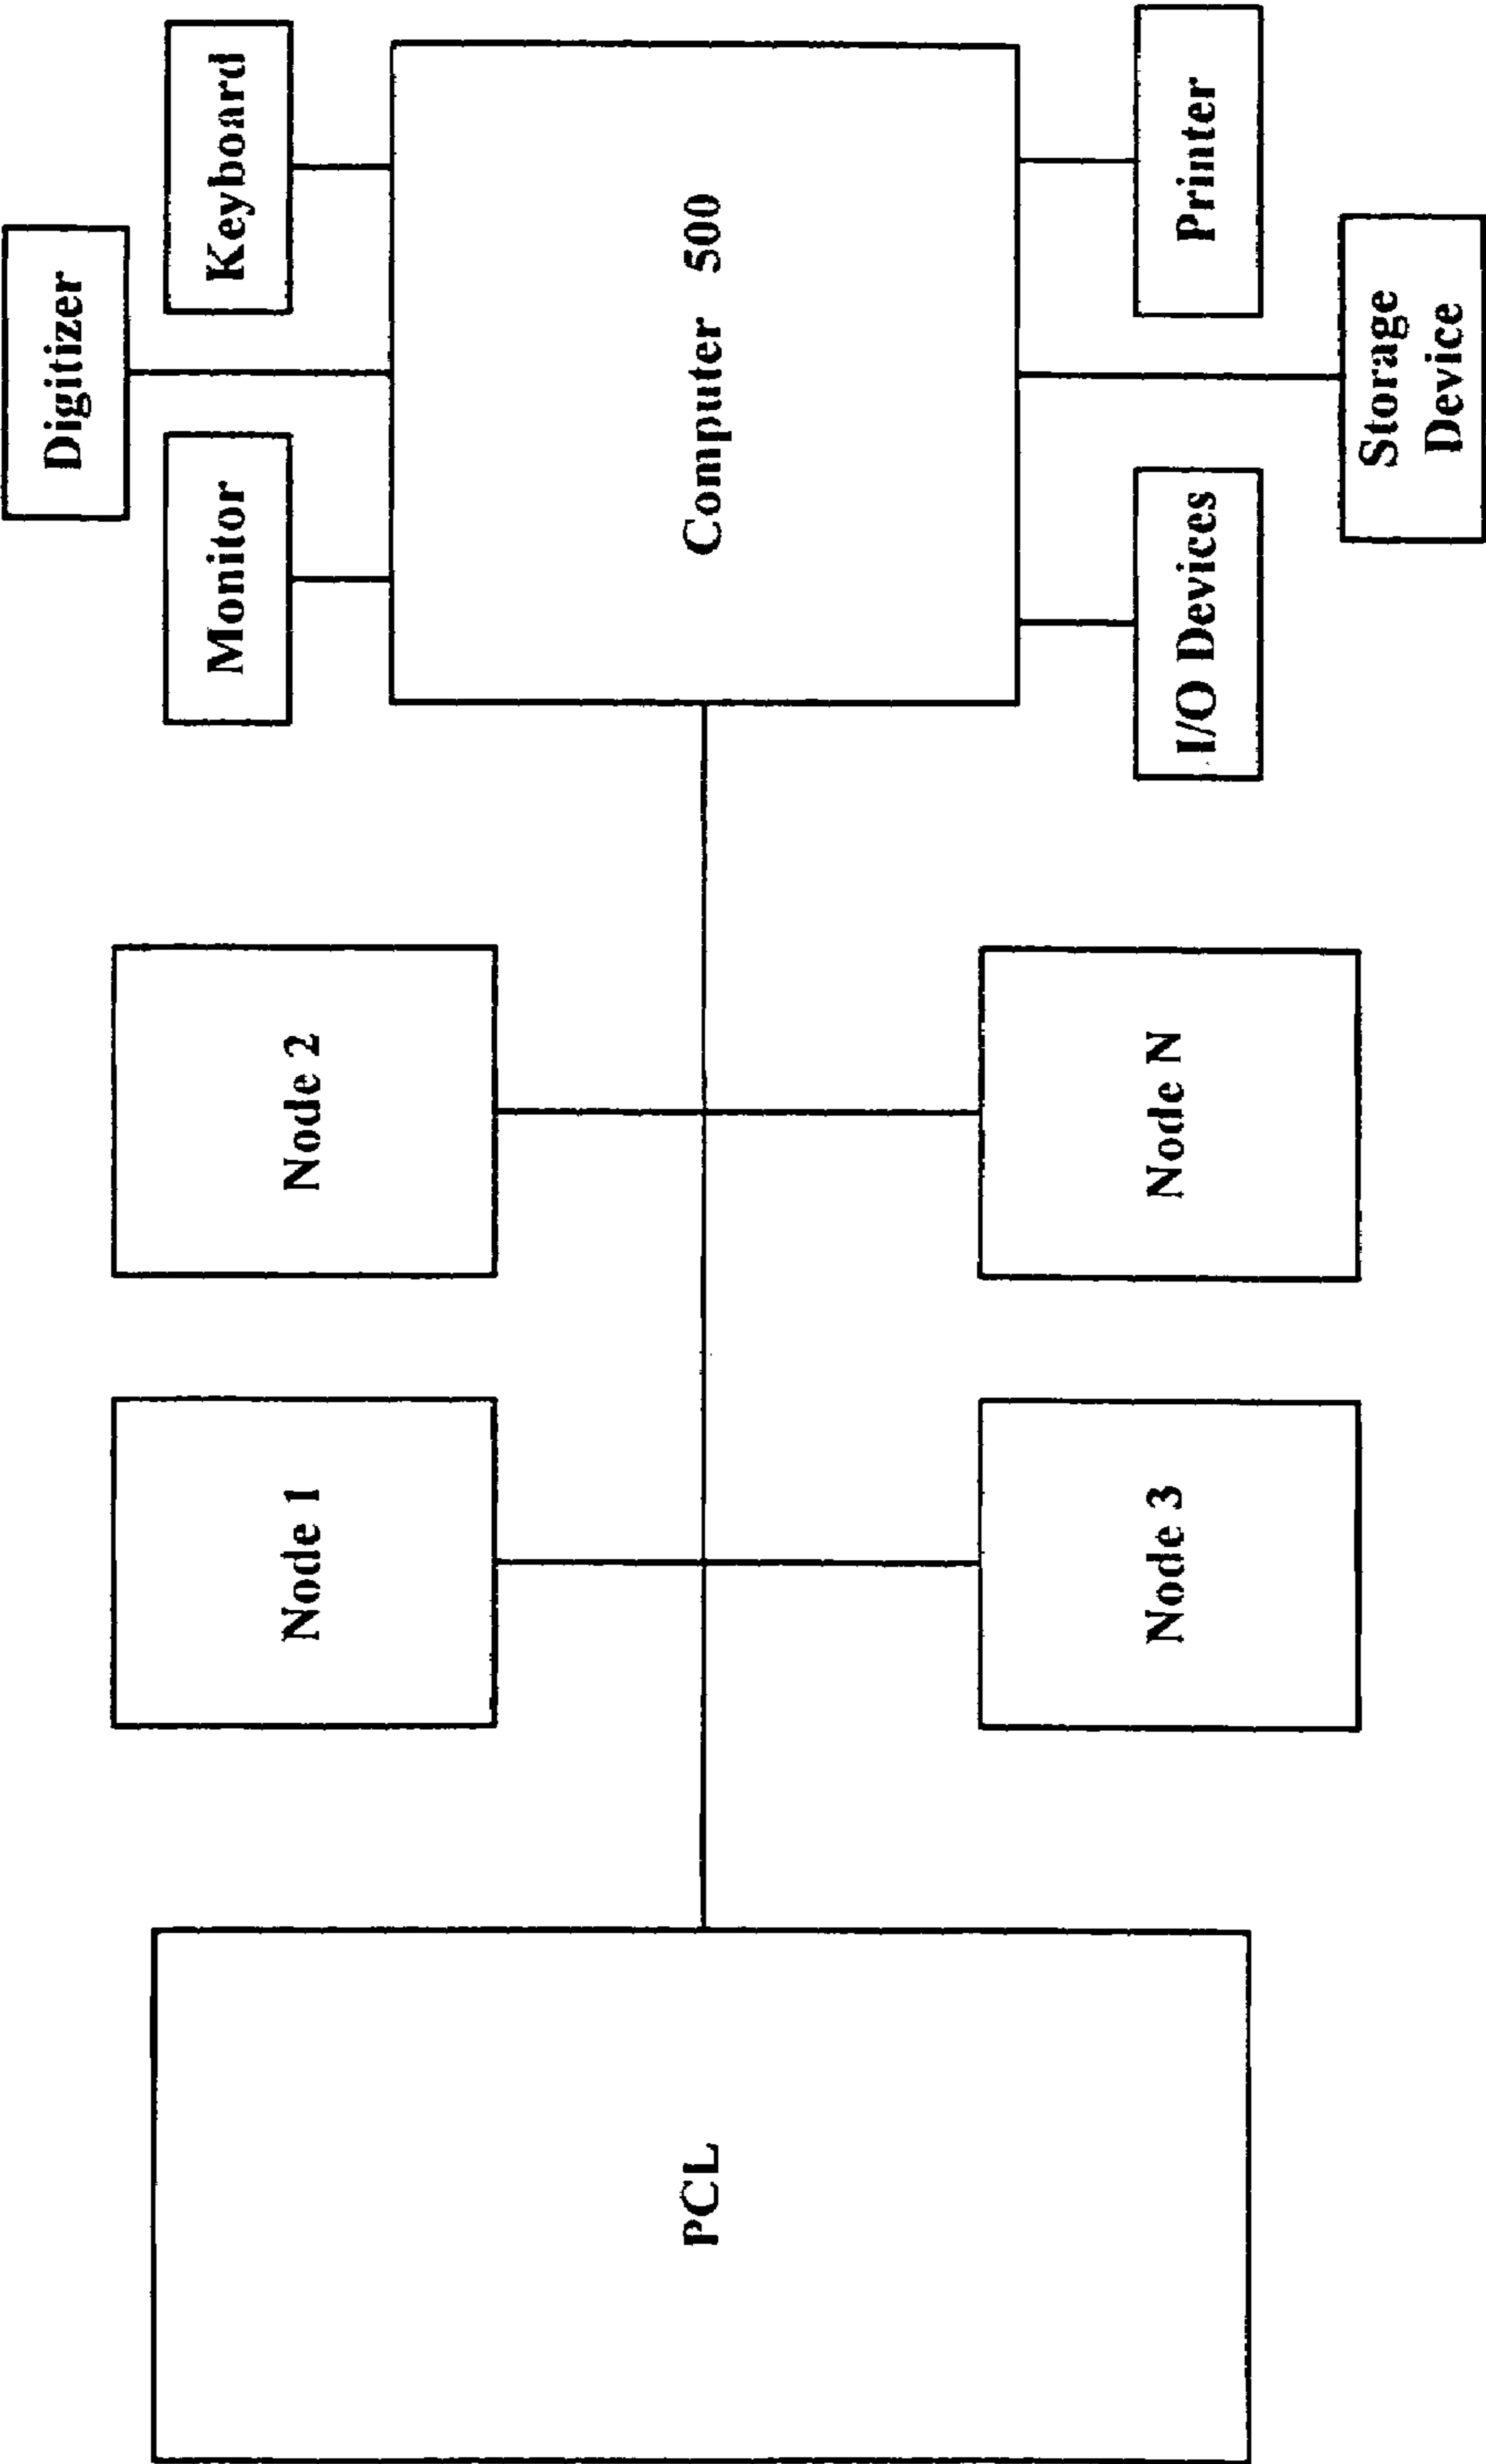 Digitizer
Monitor
Keyboard
Node 1
Node 2
PCL
Computer 500
Node 3
Node N
I/O Devices
Printer
Storage
Device